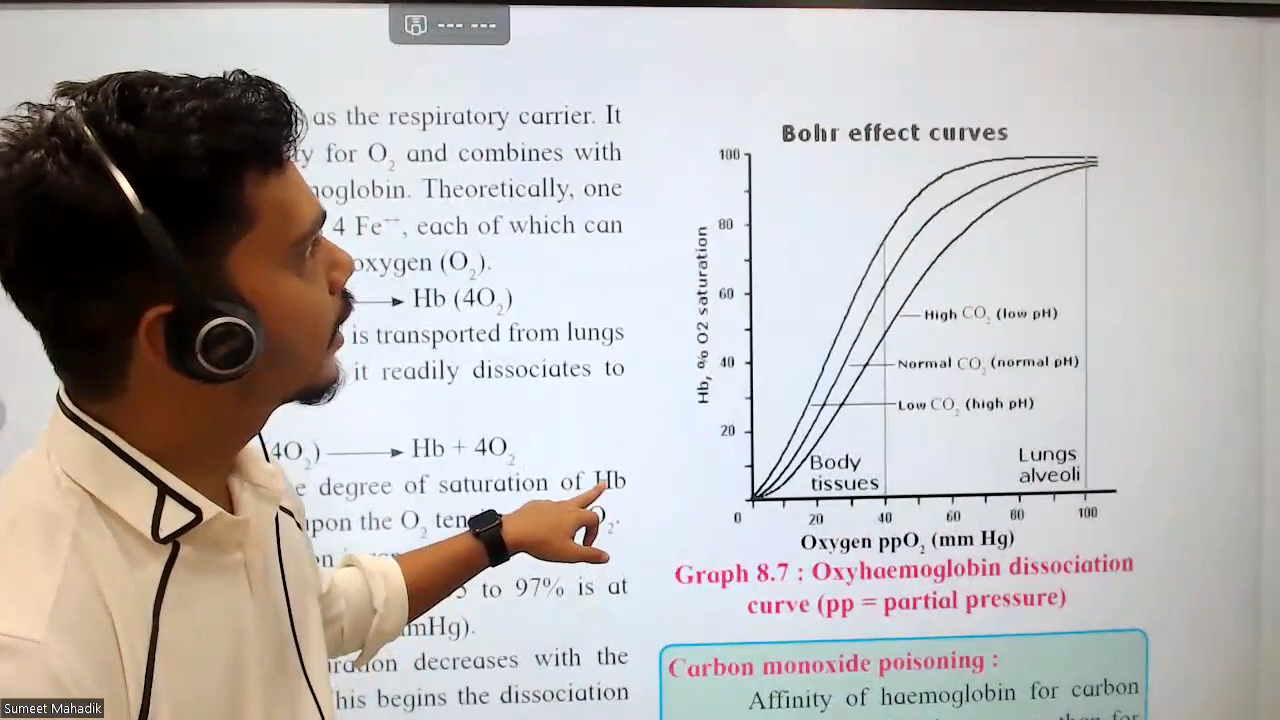 as the respiratory carrier. It
for O₂ and combines with
Theoretically, one
4 Fe⁺⁺, each of which can
oxygen (O₂).
→ Hb (4O₂)
is transported from lungs
it readily dissociates to
4O₂) → Hb + 4O₂
degree of saturation of Hb
upon the O₂
to 97% is at
mHg).
decreases with the
This begins the dissociation
Bohr effect curves
Hb, % O2 saturation
100
80
60
40
20
High CO₂ (low pH)
Normal CO₂ (normal pH)
Low CO₂ (high pH)
Body
tissues
Lungs
alveoli
0 20 40 60 80 100
Oxygen ppO₂ (mm Hg)
Graph 8.7 : Oxyhaemoglobin dissociation
curve (pp = partial pressure)
Carbon monoxide poisoning :
Affinity of haemoglobin for carbon
Sumeet Mahadik